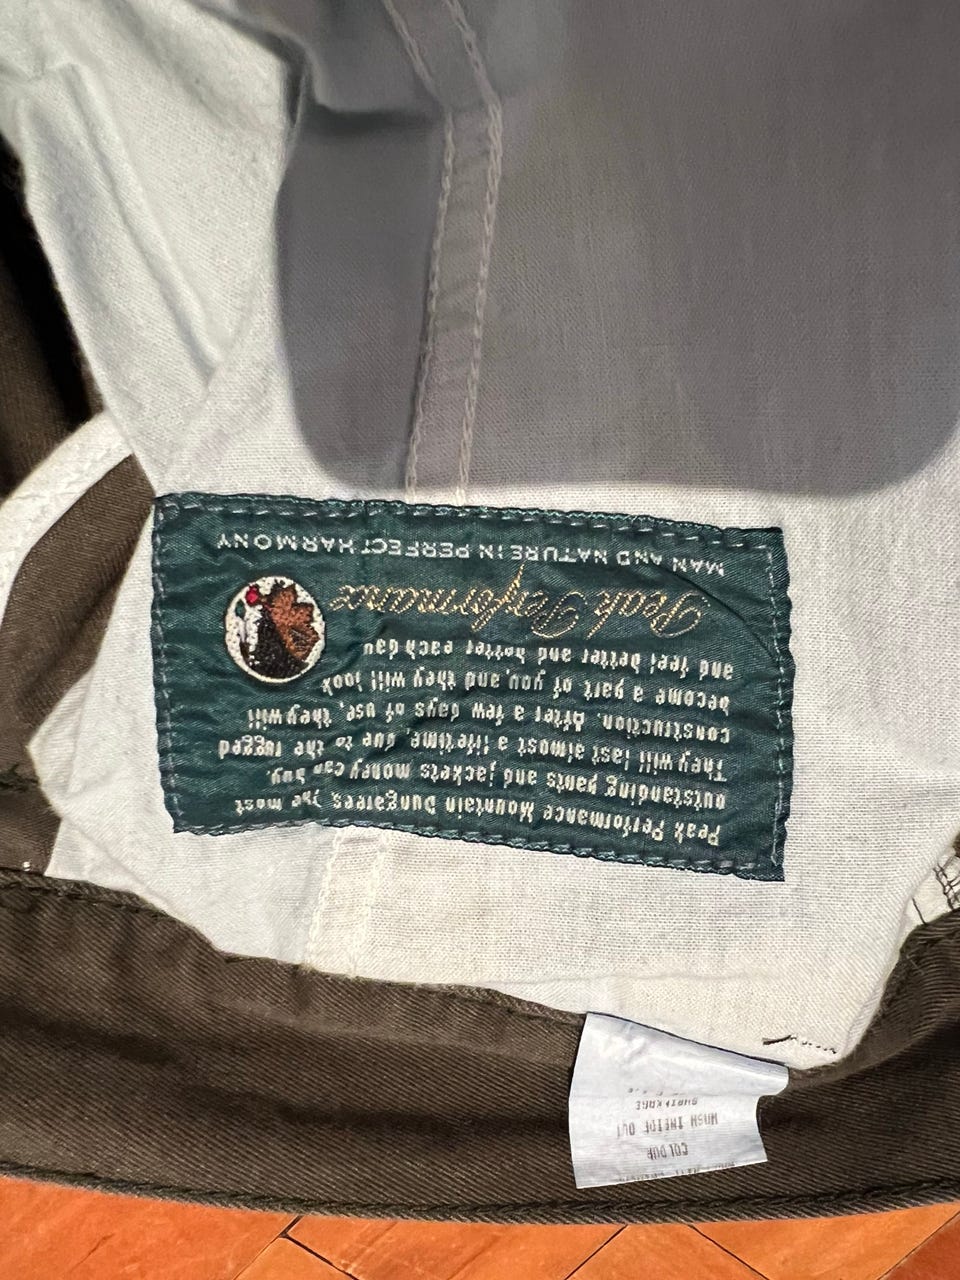 Peak Performance Mountain Dungarees, The most
outstanding pants and jackets money can buy.
They will last almost a lifetime, due to the rugged
construction. After a few days of use, they will
become a part of you, and they will look
and feel better and better each day
Peak Performance
MAN AND NATURE IN PERFECT HARMONY
COLOUR
WASH INSIDE OUT
SHRINKAGE